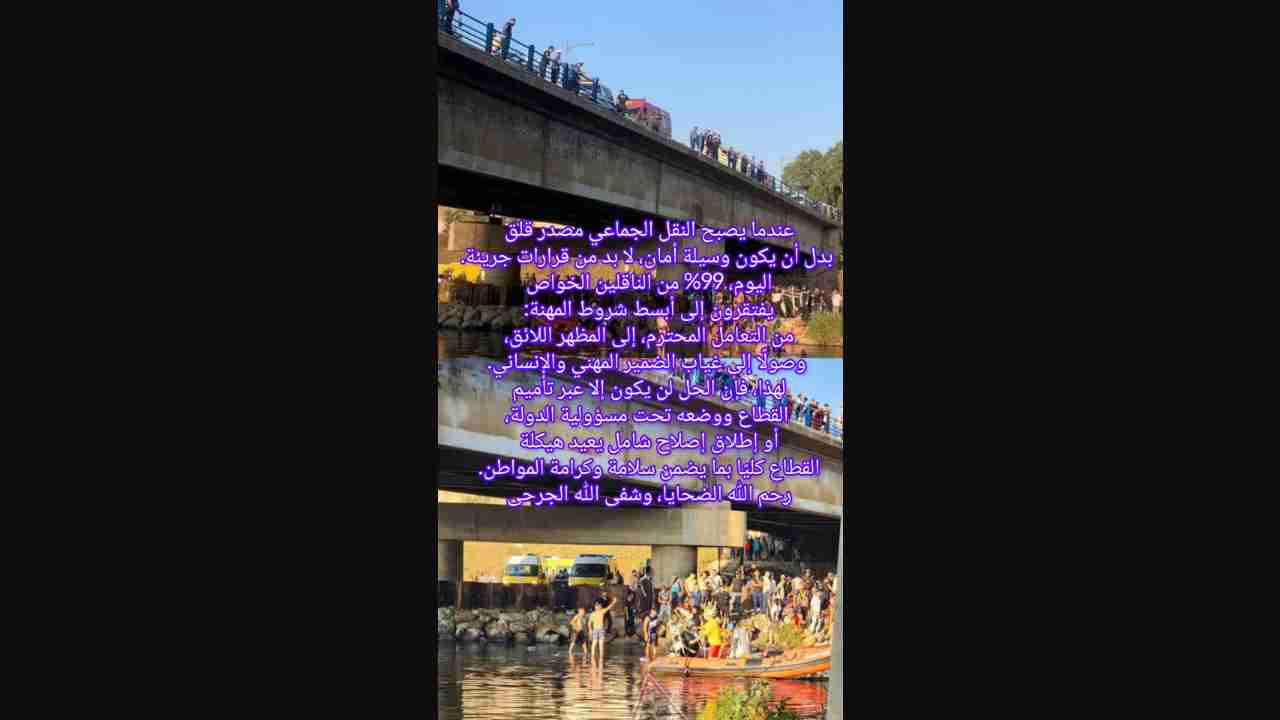 عندما يصبح النقل الجماعي مصدر قلق
بدل أن يكون وسيلة أمان، لا بد من قرارات جريئة.
اليوم، 99% من الناقلين الخواص
يفتقرون إلى أبسط شروط المهنة:
من التعامل المحترم، إلى المظهر اللائق،
وصولًا إلى غياب الضمير المهني والإنساني.
لهذا، فإن الحل لن يكون إلا عبر تأميم
القطاع ووضعه تحت مسؤولية الدولة،
أو إطلاق إصلاح شامل يعيد هيكلة
القطاع كليًا بما يضمن سلامة وكرامة المواطن.
رحم الله الضحايا، وشفى الله الجرحى